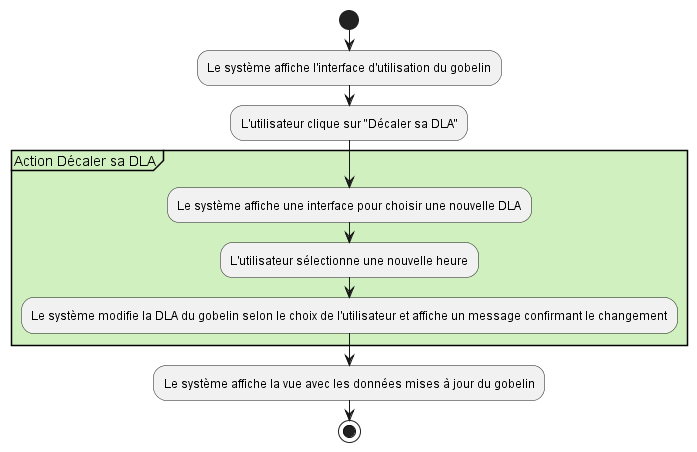 Le système affiche l'interface d'utilisation du gobelin
L'utilisateur clique sur "Décaler sa DLA"
Action Décaler sa DLA
Le système affiche une interface pour choisir une nouvelle DLA
L'utilisateur sélectionne une nouvelle heure
Le système modifie la DLA du gobelin selon le choix de l'utilisateur et affiche un message confirmant le changement
Le système affiche la vue avec les données mises à jour du gobelin